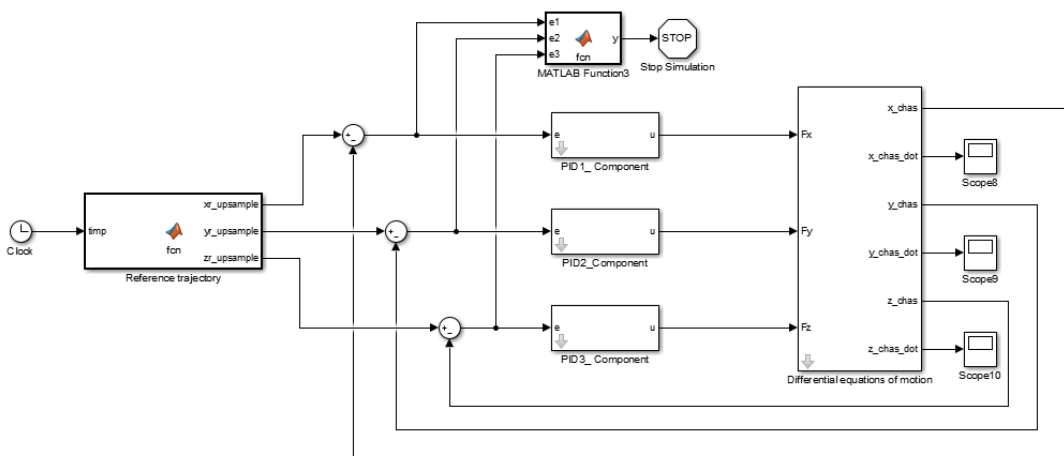 e1
e2
e3
y
fcn
MATLAB Function3
STOP
Stop Simulation
e
u
PID1_ Component
e
u
PID2_Component
e
u
PID3_ Component
Clock
timp
fcn
xr_upsample
yr_upsample
zr_upsample
Reference trajectory
+
−
+
−
+
−
Fx
Fy
Fz
x_chas
x_chas_dot
y_chas
y_chas_dot
z_chas
z_chas_dot
Differential equations of motion
Scope8
Scope9
Scope10